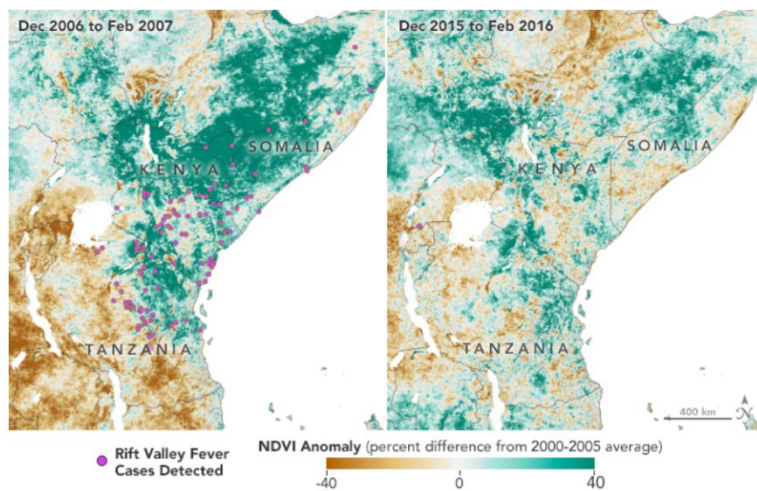 Dec 2006 to Feb 2007
SOMALIA
KENYA
TANZANIA
Dec 2015 to Feb 2016
SOMALIA
KENYA
TANZANIA
400 km
N
Rift Valley Fever
Cases Detected
NDVI Anomaly (percent difference from 2000-2005 average)
-40 0 40